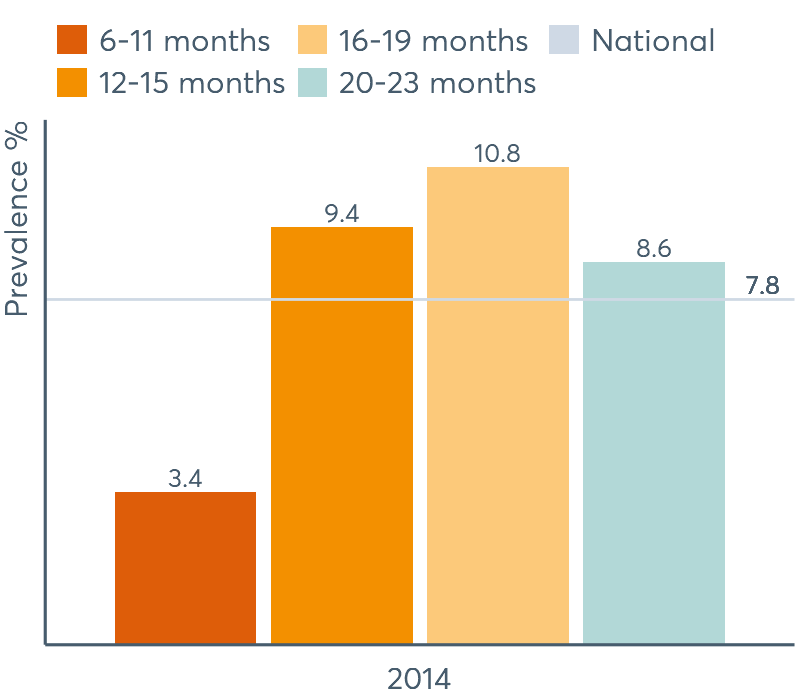 6-11 months
16-19 months
National
12-15 months
20-23 months
Prevalence %
10.8
9.4
8.6
7.8
3.4
2014